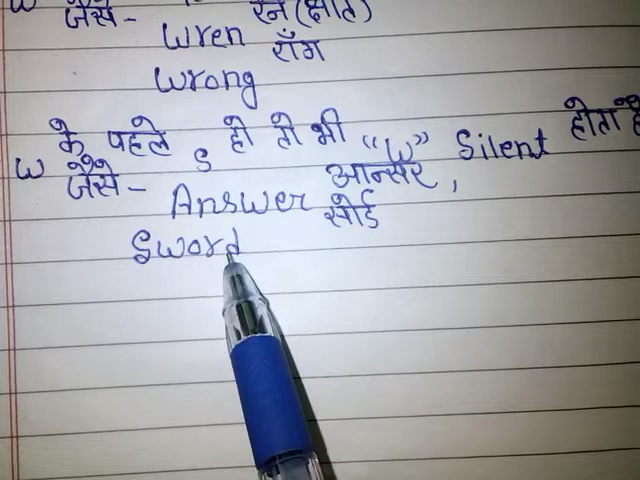 जैसे-
Wren रॅन
Wrong रौंग
W के पहले S हो तो भी "W" Silent होता है
जैसे- Answer आन्सर,
Sword सोर्ड